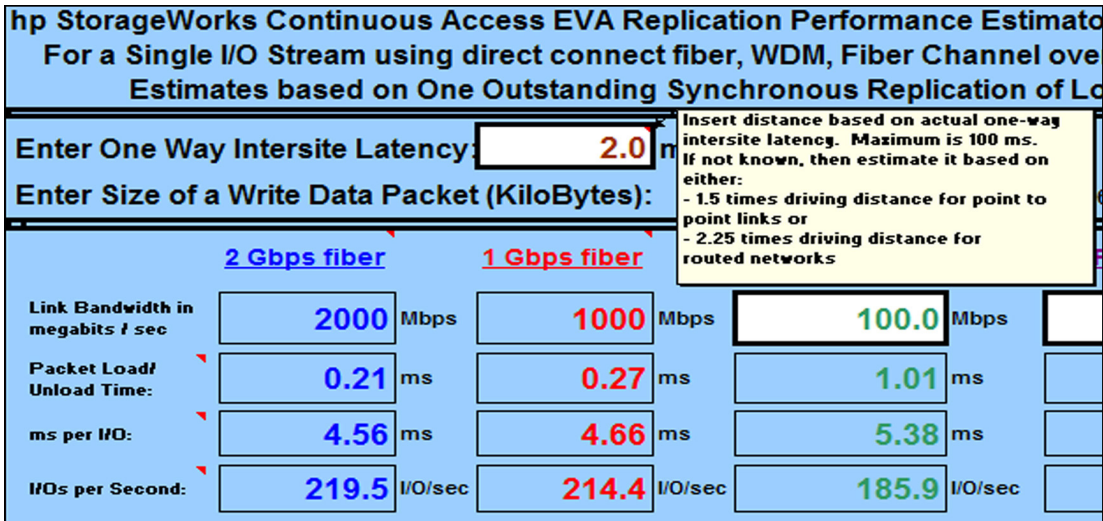 hp StorageWorks Continuous Access EVA Replication Performance Estimato
For a Single I/O Stream using direct connect fiber, WDM, Fiber Channel ove
Estimates based on One Outstanding Synchronous Replication of Lo
Enter One Way Intersite Latency: 2.0 m
Insert distance based on actual one-way
intersite latency. Maximum is 100 ms.
If not known, then estimate it based on
either:
- 1.5 times driving distance for point to
point links or
- 2.25 times driving distance for
routed networks
Enter Size of a Write Data Packet (KiloBytes):
2 Gbps fiber 1 Gbps fiber
Link Bandwidth in
megabits / sec
2000 Mbps 1000 Mbps 100.0 Mbps
Packet Load/
Unload Time:
0.21 ms 0.27 ms 1.01 ms
ms per I/O: 4.56 ms 4.66 ms 5.38 ms
I/Os per Second: 219.5 I/O/sec 214.4 I/O/sec 185.9 I/O/sec